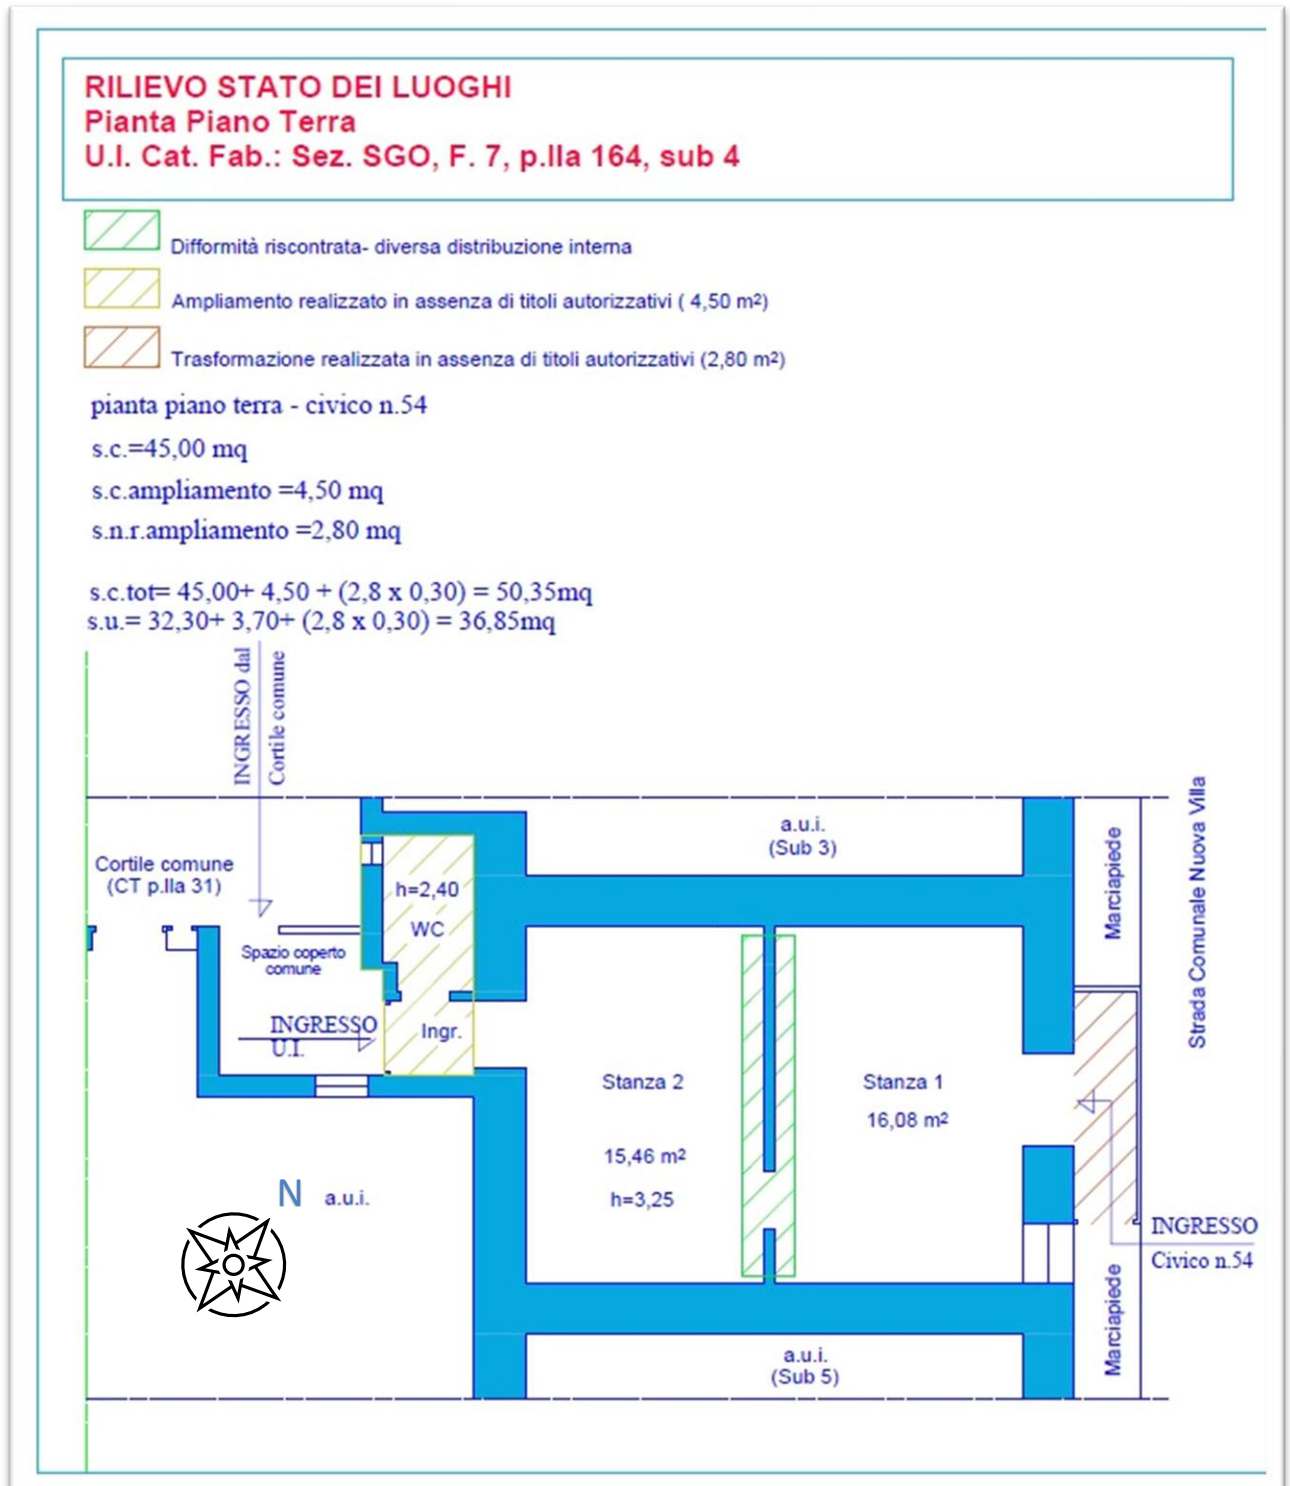 RILIEVO STATO DEI LUOGHI
Pianta Piano Terra
U.I. Cat. Fab.: Sez. SGO, F. 7, p.lla 164, sub 4
Difformità riscontrata- diversa distribuzione interna
Ampliamento realizzato in assenza di titoli autorizzativi ( 4,50 m²)
Trasformazione realizzata in assenza di titoli autorizzativi (2,80 m²)
pianta piano terra - civico n.54
s.c.=45,00 mq
s.c.ampliamento =4,50 mq
s.n.r.ampliamento =2,80 mq
s.c.tot= 45,00+ 4,50 + (2,8 x 0,30) = 50,35mq
s.u.= 32,30+ 3,70+ (2,8 x 0,30) = 36,85mq
INGRESSO dal
Cortile comune
Cortile comune
(CT p.lla 31)
Spazio coperto
comune
INGRESSO
U.I.
h=2,40
WC
Ingr.
a.u.i.
(Sub 3)
Marciapiede
Strada Comunale Nuova Villa
Stanza 2
15,46 m²
h=3,25
Stanza 1
16,08 m²
N
a.u.i.
INGRESSO
Civico n.54
Marciapiede
a.u.i.
(Sub 5)